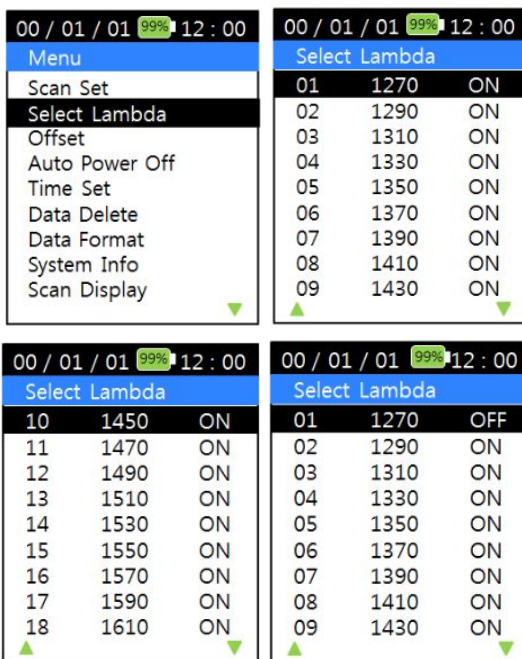 00 / 01 / 01 99% 12 : 00
Menu
Scan Set
Select Lambda
Offset
Auto Power Off
Time Set
Data Delete
Data Format
System Info
Scan Display
00 / 01 / 01 99% 12 : 00
Select Lambda
01 1270 ON
02 1290 ON
03 1310 ON
04 1330 ON
05 1350 ON
06 1370 ON
07 1390 ON
08 1410 ON
09 1430 ON
00 / 01 / 01 99% 12 : 00
Select Lambda
10 1450 ON
11 1470 ON
12 1490 ON
13 1510 ON
14 1530 ON
15 1550 ON
16 1570 ON
17 1590 ON
18 1610 ON
00 / 01 / 01 99% 12 : 00
Select Lambda
01 1270 OFF
02 1290 ON
03 1310 ON
04 1330 ON
05 1350 ON
06 1370 ON
07 1390 ON
08 1410 ON
09 1430 ON